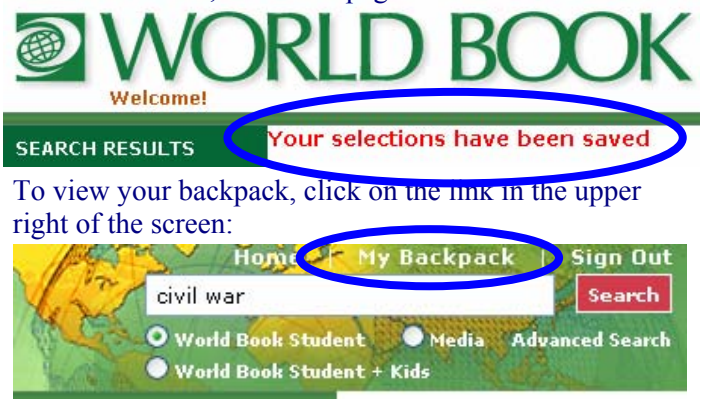 WORLD BOOK
Welcome!
SEARCH RESULTS Your selections have been saved
To view your backpack, click on the link in the upper
right of the screen:
Home | My Backpack | Sign Out
civil war Search
World Book Student Media Advanced Search
World Book Student + Kids